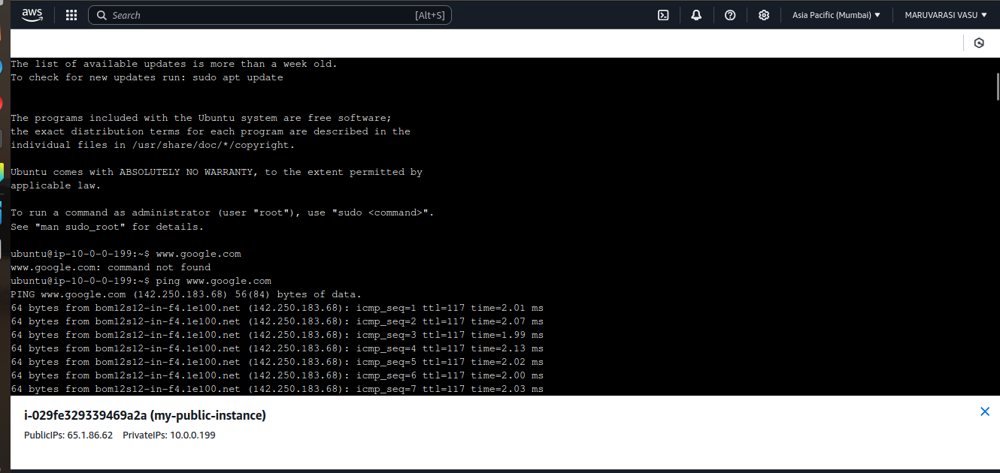 aws
Search [Alt+S]
Asia Pacific (Mumbai) ▼
MARUVARASI VASU ▼
The list of available updates is more than a week old.
To check for new updates run: sudo apt update
The programs included with the Ubuntu system are free software;
the exact distribution terms for each program are described in the
individual files in /usr/share/doc/*/copyright.
Ubuntu comes with ABSOLUTELY NO WARRANTY, to the extent permitted by
applicable law.
To run a command as administrator (user "root"), use "sudo <command>".
See "man sudo_root" for details.
ubuntu@ip-10-0-0-199:~$ www.google.com
www.google.com: command not found
ubuntu@ip-10-0-0-199:~$ ping www.google.com
PING www.google.com (142.250.183.68) 56(84) bytes of data.
64 bytes from bom12s12-in-f4.1e100.net (142.250.183.68): icmp_seq=1 ttl=117 time=2.01 ms
64 bytes from bom12s12-in-f4.1e100.net (142.250.183.68): icmp_seq=2 ttl=117 time=2.07 ms
64 bytes from bom12s12-in-f4.1e100.net (142.250.183.68): icmp_seq=3 ttl=117 time=1.99 ms
64 bytes from bom12s12-in-f4.1e100.net (142.250.183.68): icmp_seq=4 ttl=117 time=2.13 ms
64 bytes from bom12s12-in-f4.1e100.net (142.250.183.68): icmp_seq=5 ttl=117 time=2.02 ms
64 bytes from bom12s12-in-f4.1e100.net (142.250.183.68): icmp_seq=6 ttl=117 time=2.00 ms
64 bytes from bom12s12-in-f4.1e100.net (142.250.183.68): icmp_seq=7 ttl=117 time=2.03 ms
i-029fe329339469a2a (my-public-instance)
PublicIPs: 65.1.86.62 PrivateIPs: 10.0.0.199